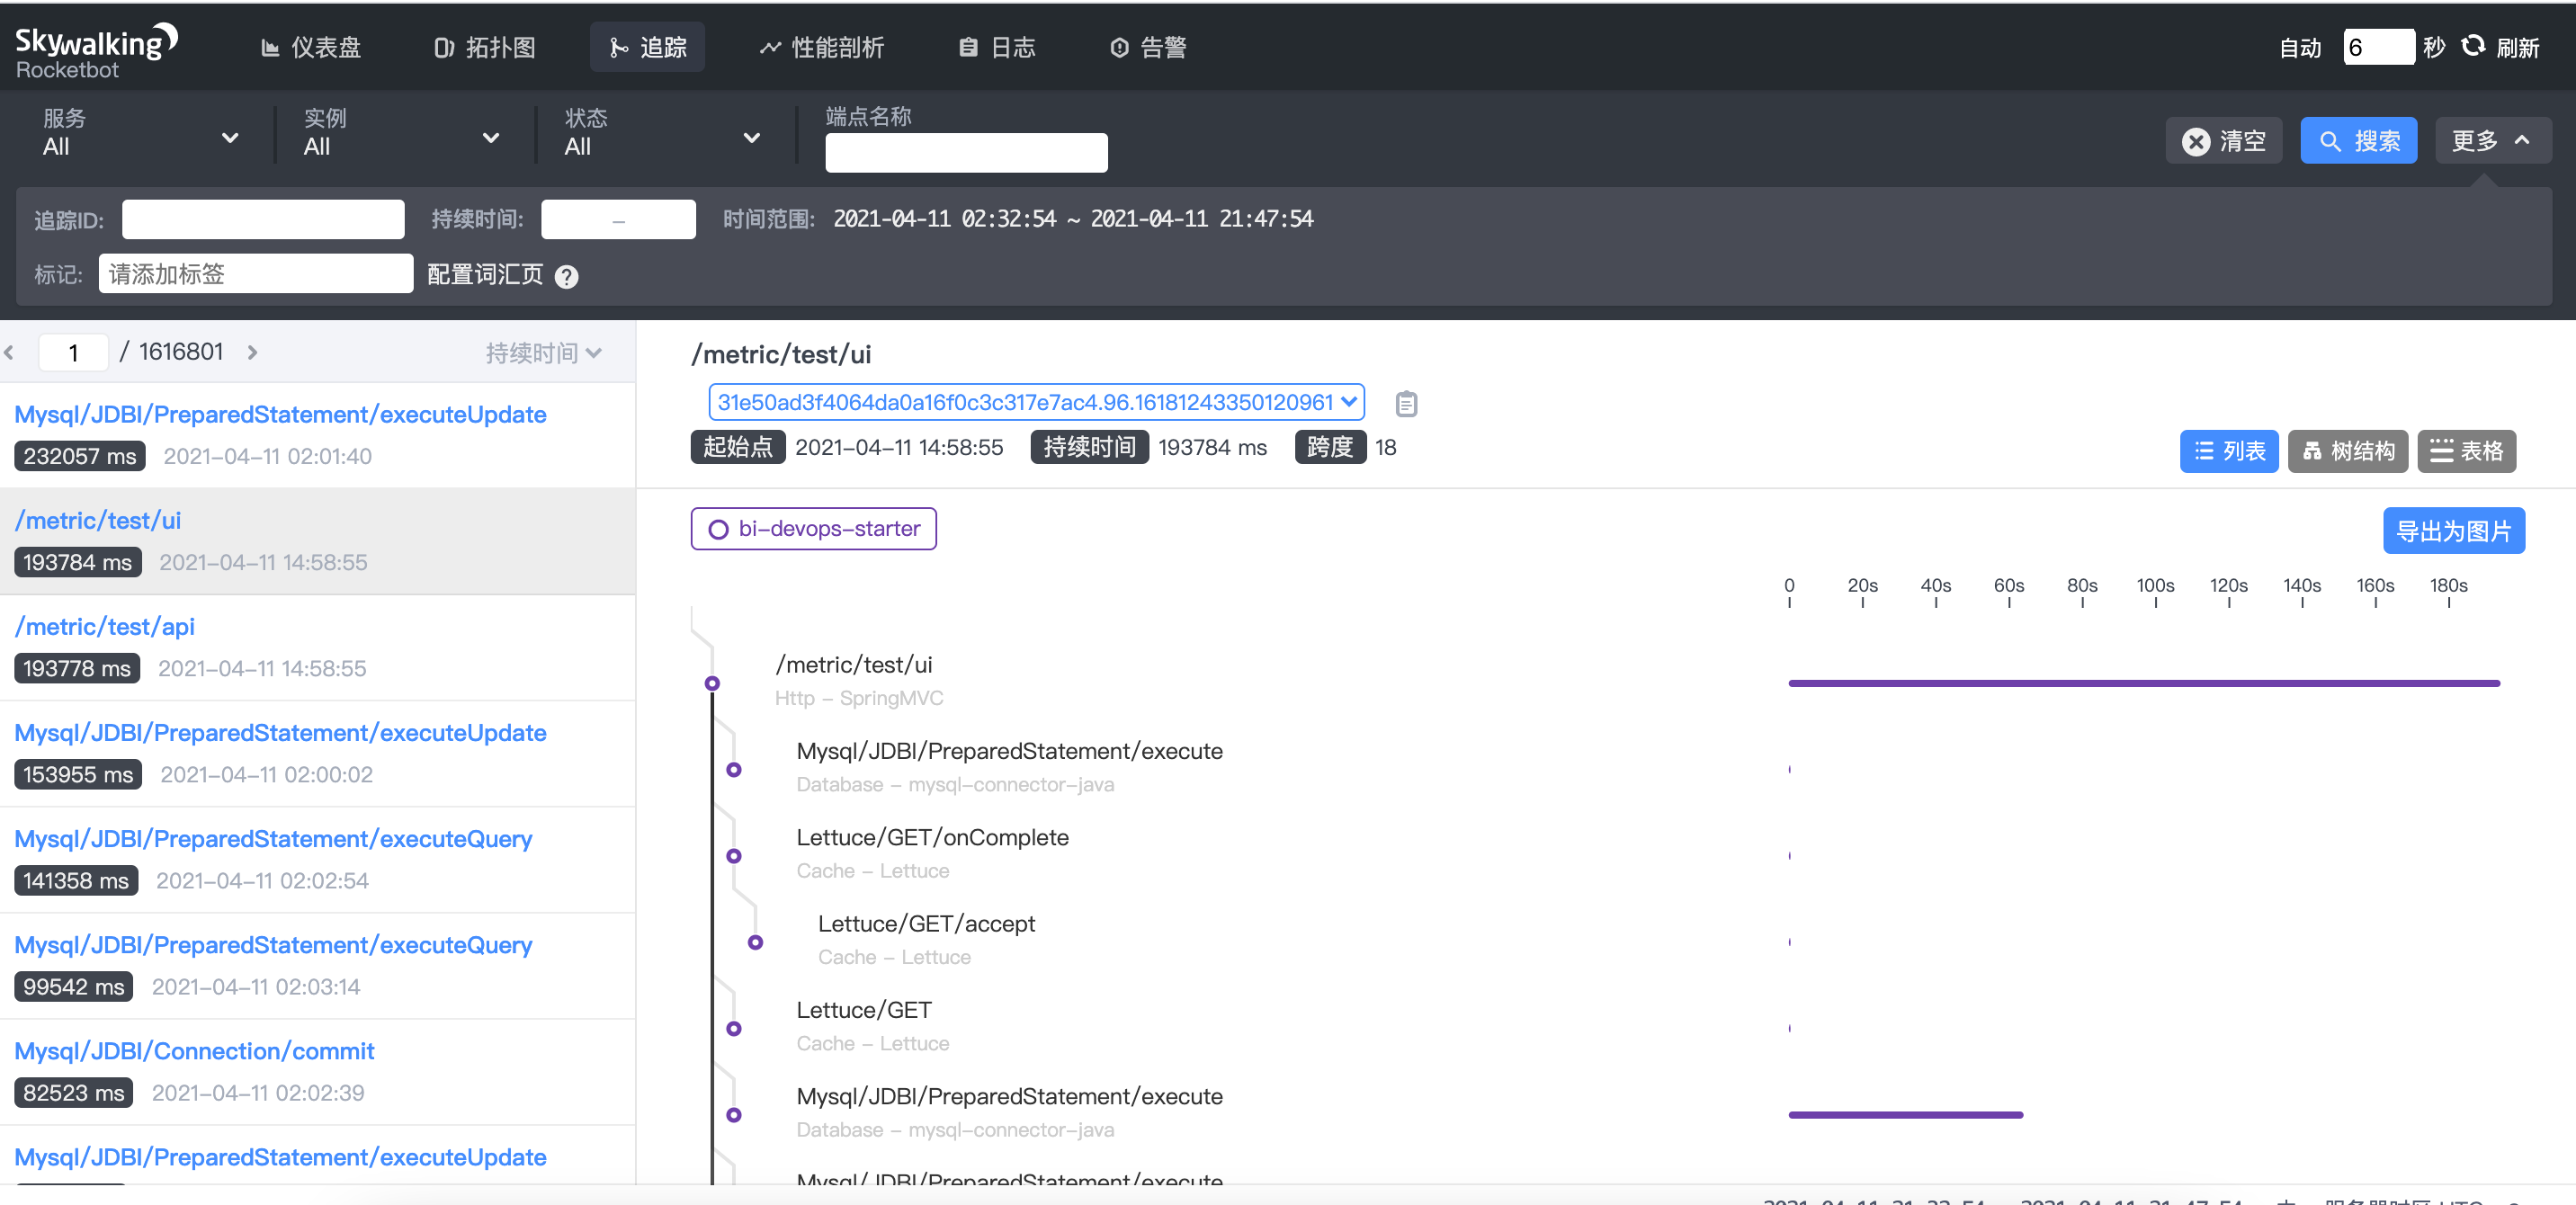 Skywalking
Rocketbot
仪表盘
拓扑图
追踪
性能剖析
日志
告警
自动 6 秒 刷新
服务
All
实例
All
状态
All
端点名称
清空
搜索
更多
追踪ID:
持续时间: –
时间范围: 2021-04-11 02:32:54 ~ 2021-04-11 21:47:54
标记: 请添加标签 配置词汇页 ?
1 / 1616801
持续时间
Mysql/JDBI/PreparedStatement/executeUpdate
232057 ms 2021-04-11 02:01:40
/metric/test/ui
193784 ms 2021-04-11 14:58:55
/metric/test/api
193778 ms 2021-04-11 14:58:55
Mysql/JDBI/PreparedStatement/executeUpdate
153955 ms 2021-04-11 02:00:02
Mysql/JDBI/PreparedStatement/executeQuery
141358 ms 2021-04-11 02:02:54
Mysql/JDBI/PreparedStatement/executeQuery
99542 ms 2021-04-11 02:03:14
Mysql/JDBI/Connection/commit
82523 ms 2021-04-11 02:02:39
Mysql/JDBI/PreparedStatement/executeUpdate
/metric/test/ui
31e50ad3f4064da0a16f0c3c317e7ac4.96.16181243350120961
起始点 2021-04-11 14:58:55 持续时间 193784 ms 跨度 18
列表 树结构 表格
bi-devops-starter
导出为图片
0 20s 40s 60s 80s 100s 120s 140s 160s 180s
/metric/test/ui
Http - SpringMVC
Mysql/JDBI/PreparedStatement/execute
Database - mysql-connector-java
Lettuce/GET/onComplete
Cache - Lettuce
Lettuce/GET/accept
Cache - Lettuce
Lettuce/GET
Cache - Lettuce
Mysql/JDBI/PreparedStatement/execute
Database - mysql-connector-java
Mysql/JDBI/PreparedStatement/execute